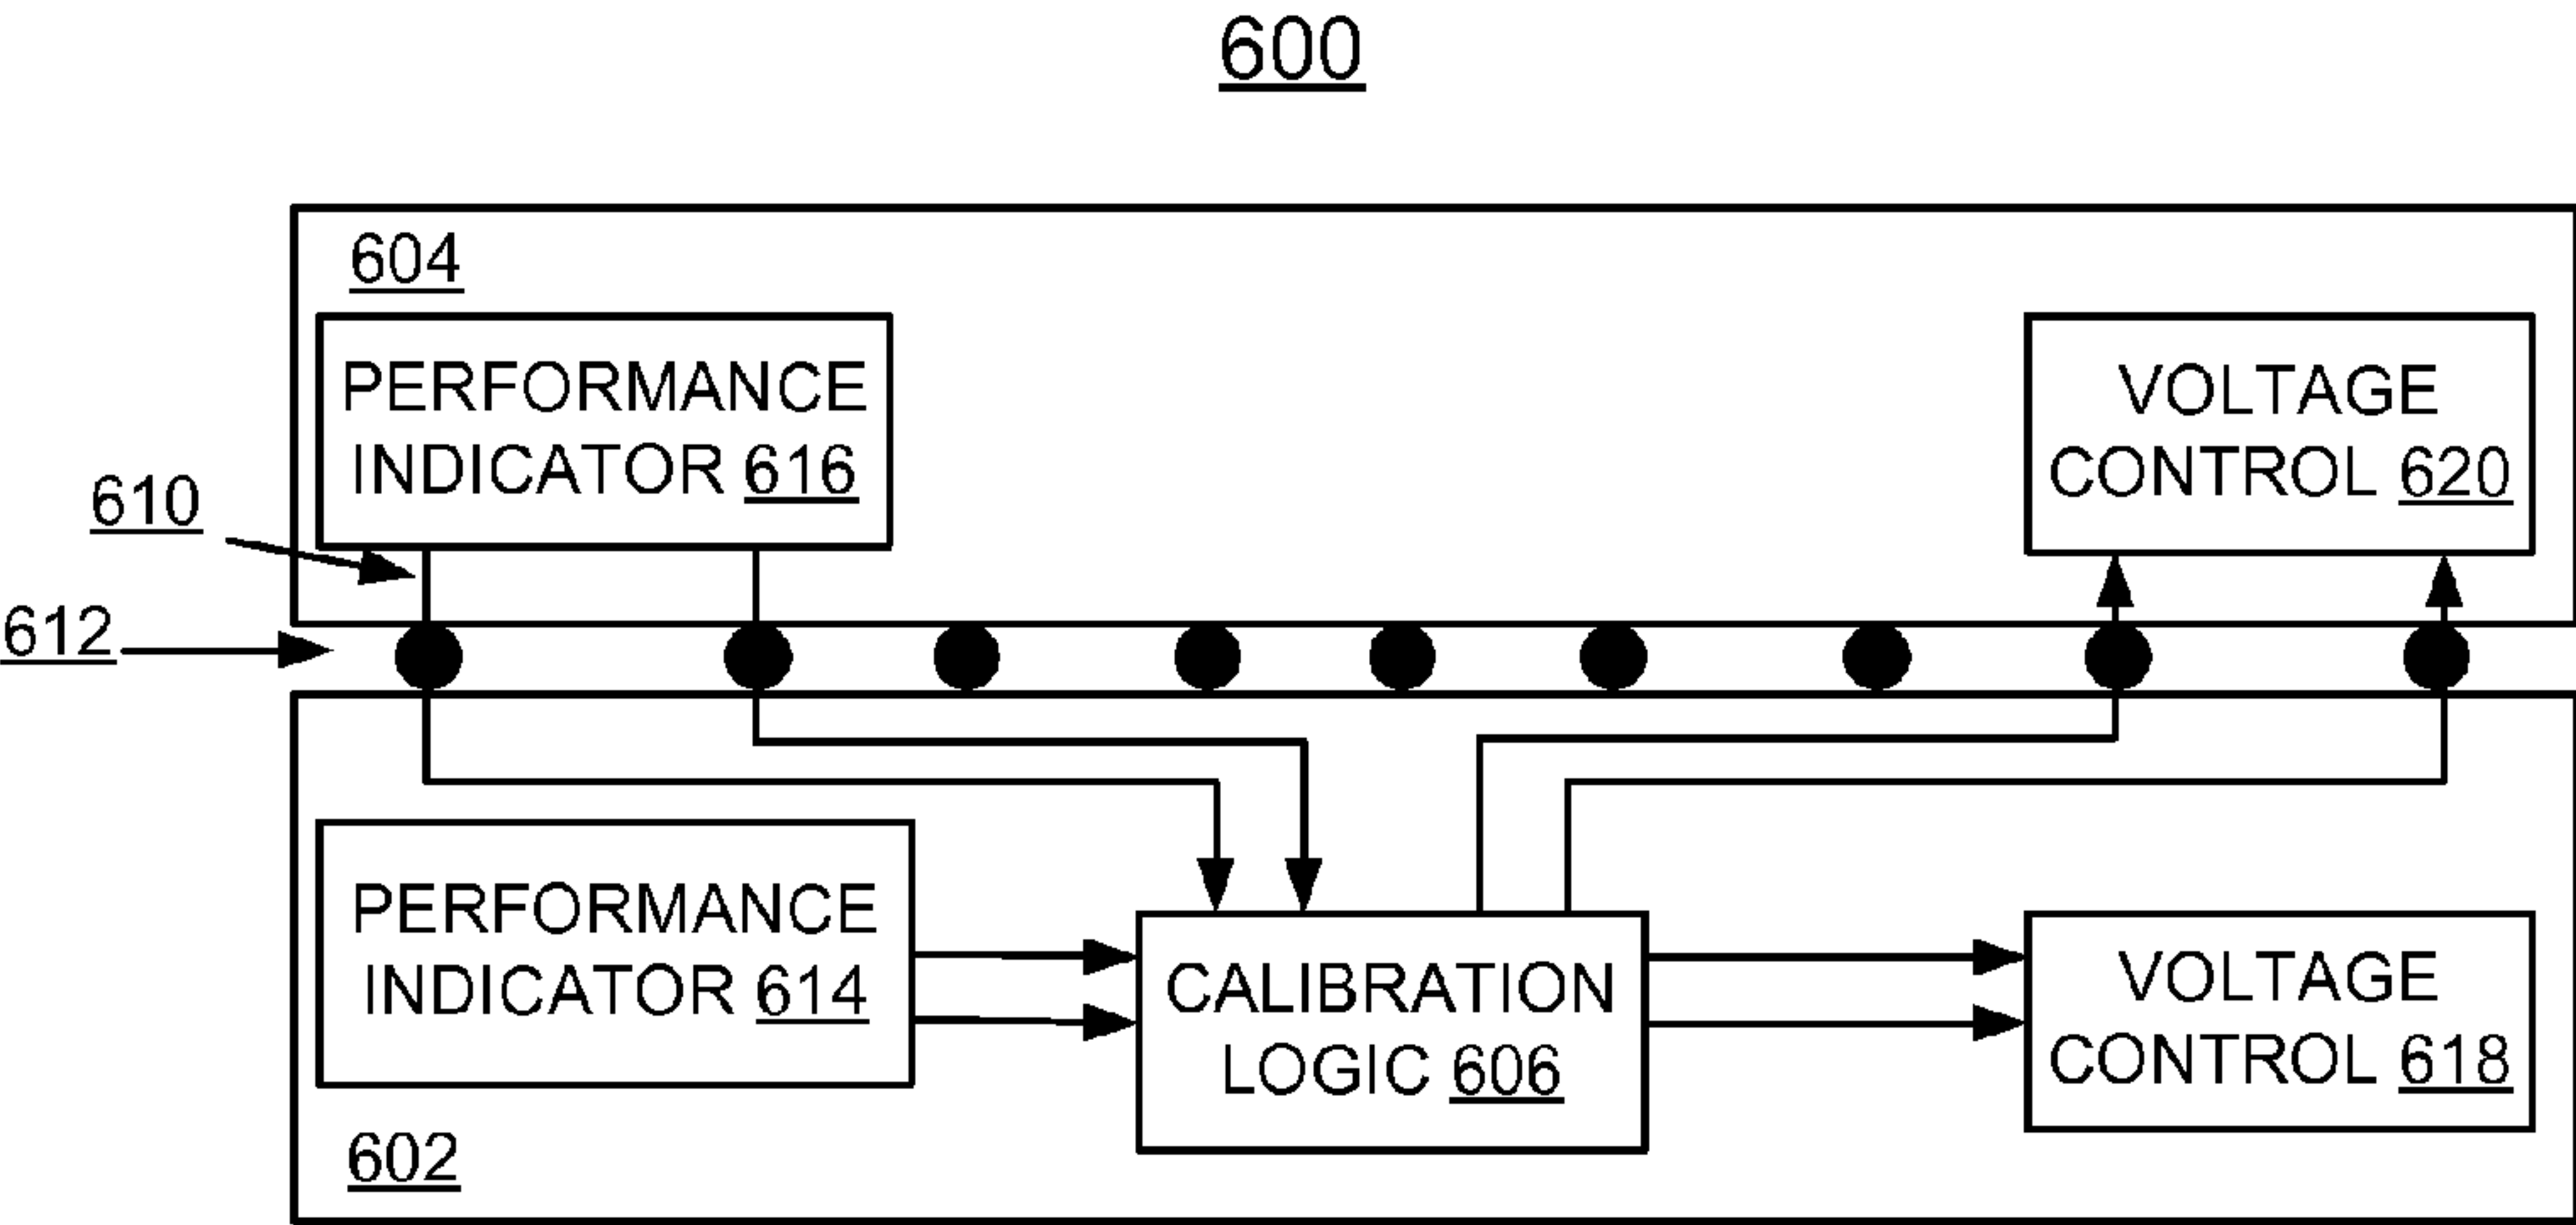 600
604
PERFORMANCE
INDICATOR 616
VOLTAGE
CONTROL 620
610
612
PERFORMANCE
INDICATOR 614
CALIBRATION
LOGIC 606
VOLTAGE
CONTROL 618
602